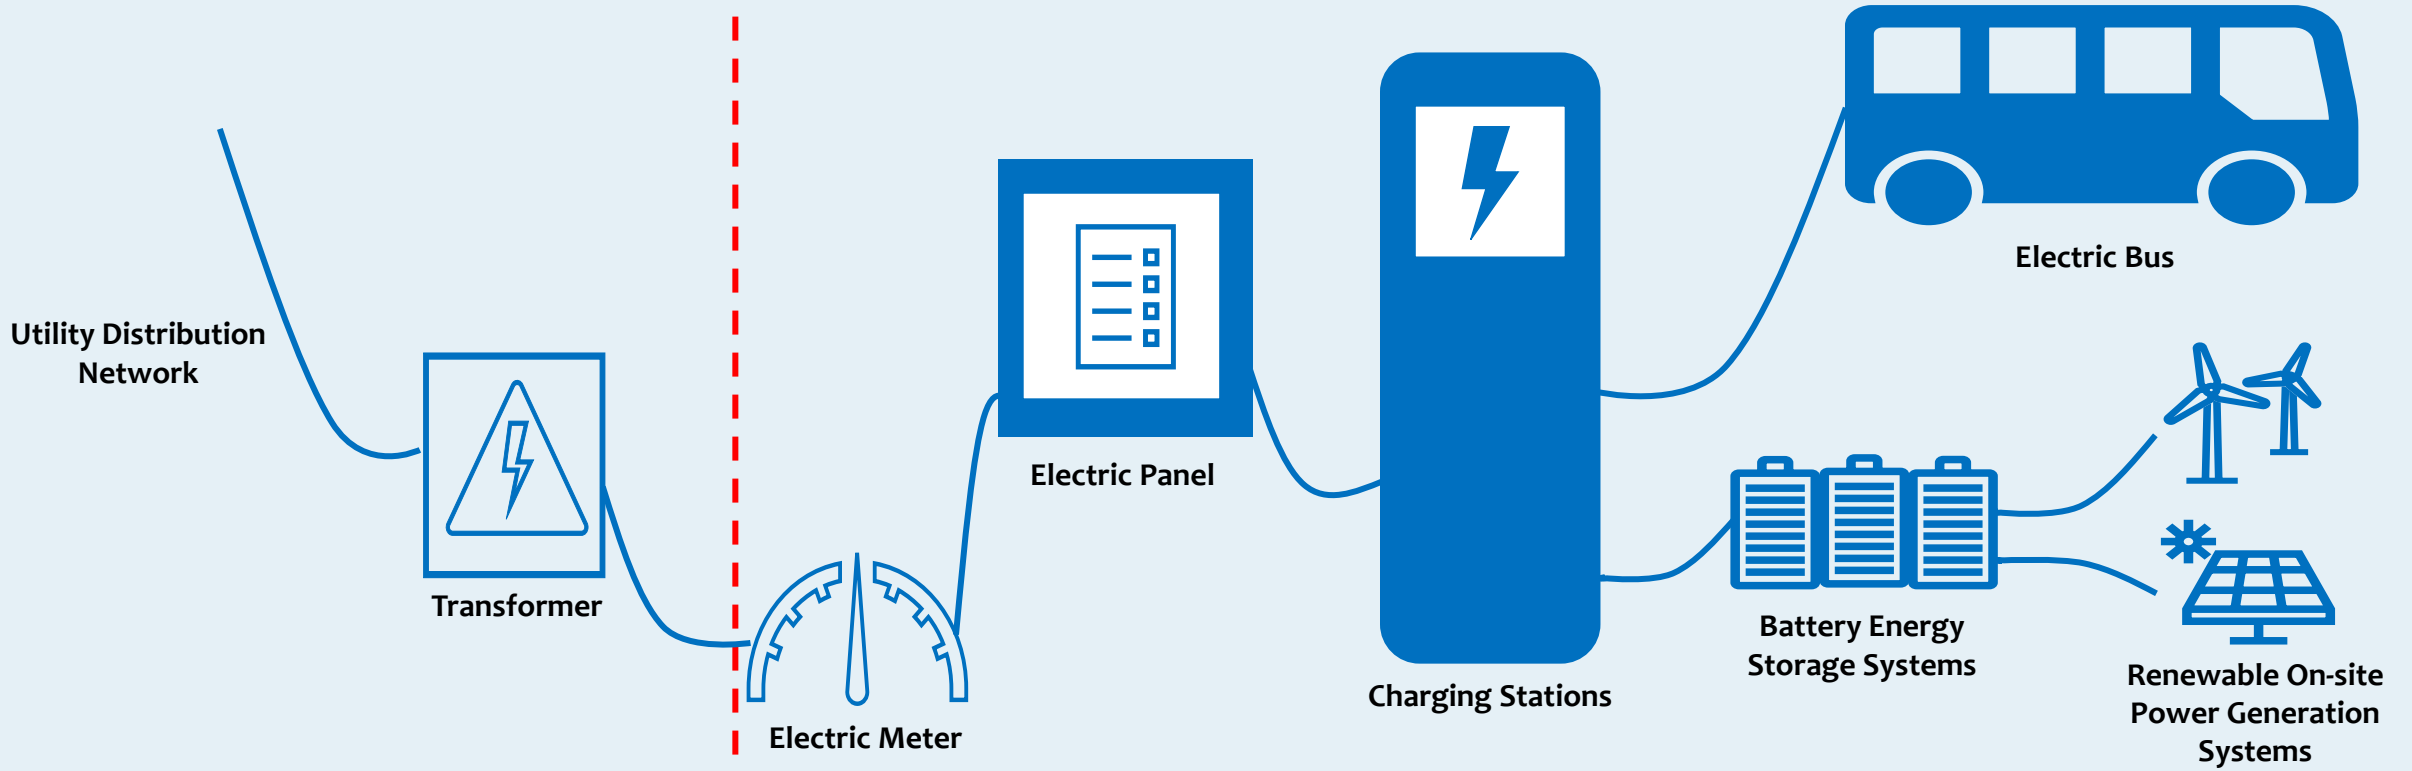 Utility Distribution
Network
Transformer
Electric Meter
Electric Panel
Charging Stations
Electric Bus
Battery Energy
Storage Systems
Renewable On-site
Power Generation
Systems